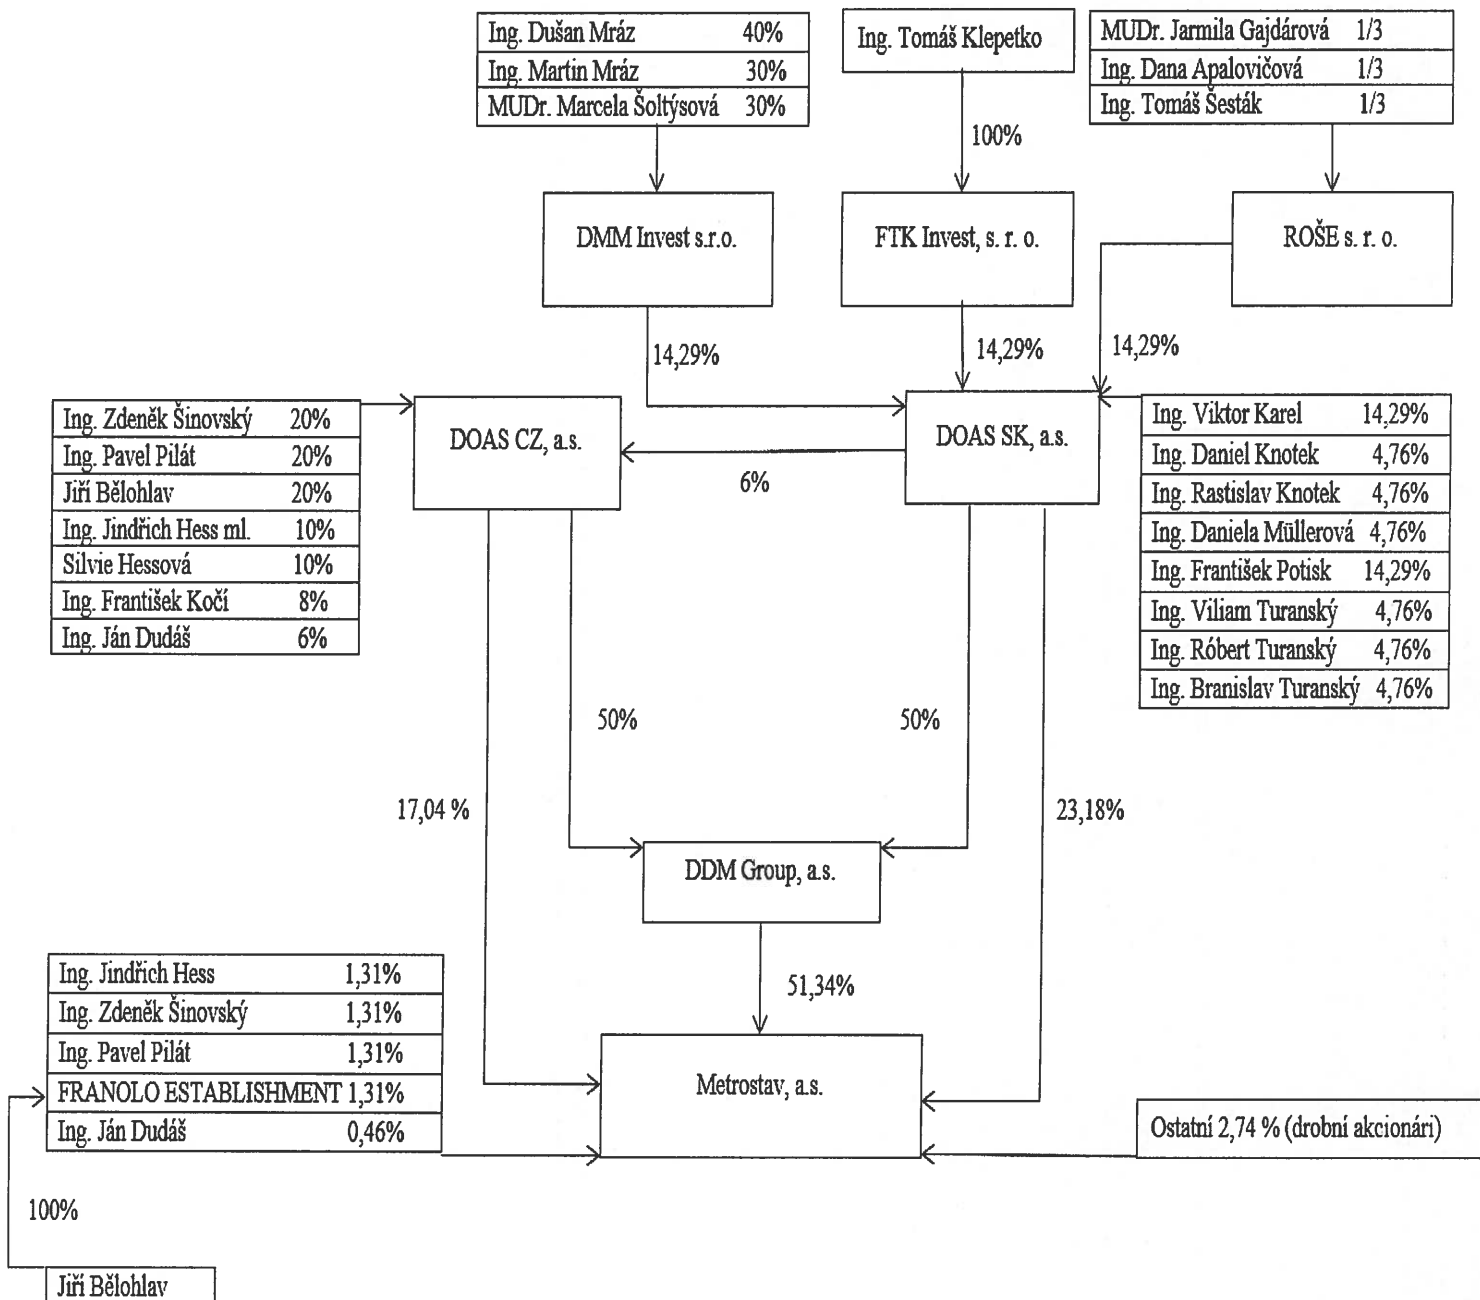 Ing. Dušan Mráz 40%
Ing. Martin Mráz 30%
MUDr. Marcela Šoltýsová 30%
Ing. Tomáš Klepetko
MUDr. Jarmila Gajdárová 1/3
Ing. Dana Apalovičová 1/3
Ing. Tomáš Šesták 1/3
100%
DMM Invest s.r.o.
FTK Invest, s. r. o.
ROŠE s. r. o.
14,29%
14,29%
14,29%
Ing. Zdeněk Šinovský 20%
Ing. Pavel Pilát 20%
Jiří Bělohlav 20%
Ing. Jindřich Hess ml. 10%
Silvie Hessová 10%
Ing. František Kočí 8%
Ing. Ján Dudáš 6%
DOAS CZ, a.s.
6%
DOAS SK, a.s.
Ing. Viktor Karel 14,29%
Ing. Daniel Knotek 4,76%
Ing. Rastislav Knotek 4,76%
Ing. Daniela Müllerová 4,76%
Ing. František Potisk 14,29%
Ing. Viliam Turanský 4,76%
Ing. Róbert Turanský 4,76%
Ing. Branislav Turanský 4,76%
50%
50%
17,04 %
23,18%
DDM Group, a.s.
51,34%
Ing. Jindřich Hess 1,31%
Ing. Zdeněk Šinovský 1,31%
Ing. Pavel Pilát 1,31%
FRANOLO ESTABLISHMENT 1,31%
Ing. Ján Dudáš 0,46%
Metrostav, a.s.
Ostatní 2,74 % (drobní akcionári)
100%
Jiří Bělohlav